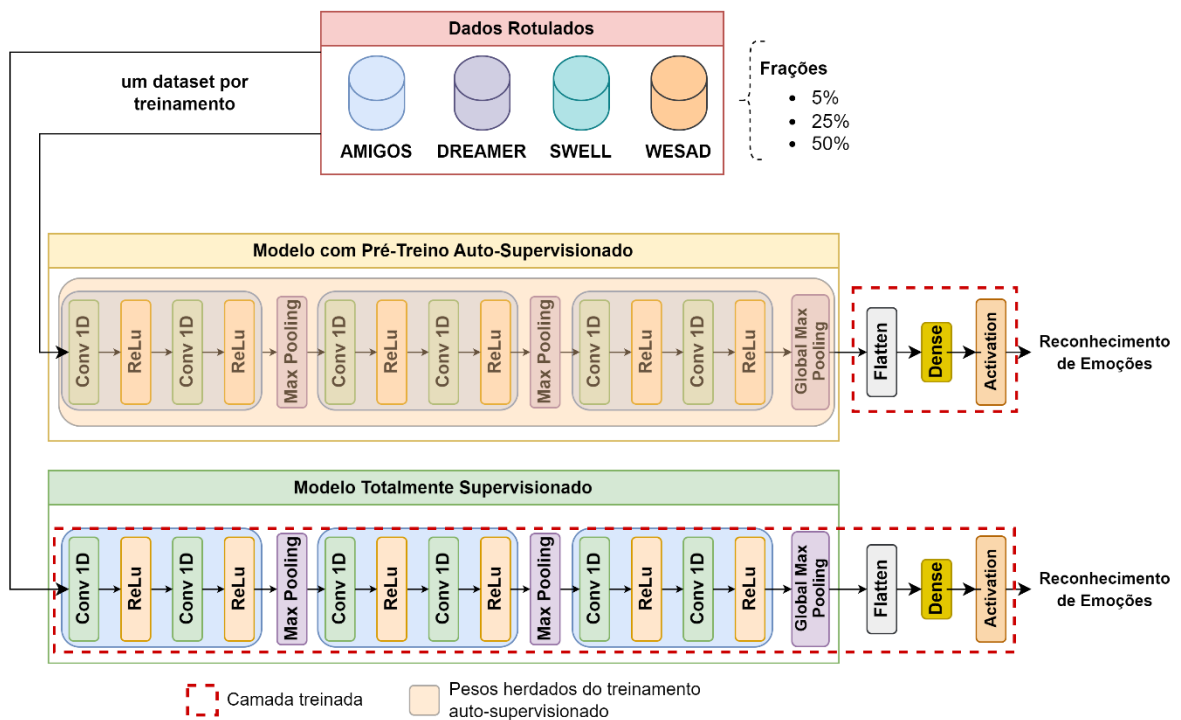 Dados Rotulados
um dataset por
treinamento
AMIGOS
DREAMER
SWELL
WESAD
Frações
• 5%
• 25%
• 50%
Modelo com Pré-Treino Auto-Supervisionado
Conv 1D
ReLu
Conv 1D
ReLu
Max Pooling
Conv 1D
ReLu
Conv 1D
ReLu
Max Pooling
Conv 1D
ReLu
Conv 1D
ReLu
Global Max
Pooling
Flatten
Dense
Activation
Reconhecimento
de Emoções
Modelo Totalmente Supervisionado
Conv 1D
ReLu
Conv 1D
ReLu
Max Pooling
Conv 1D
ReLu
Conv 1D
ReLu
Max Pooling
Conv 1D
ReLu
Conv 1D
ReLu
Global Max
Pooling
Flatten
Dense
Activation
Reconhecimento
de Emoções
Camada treinada
Pesos herdados do treinamento
auto-supervisionado